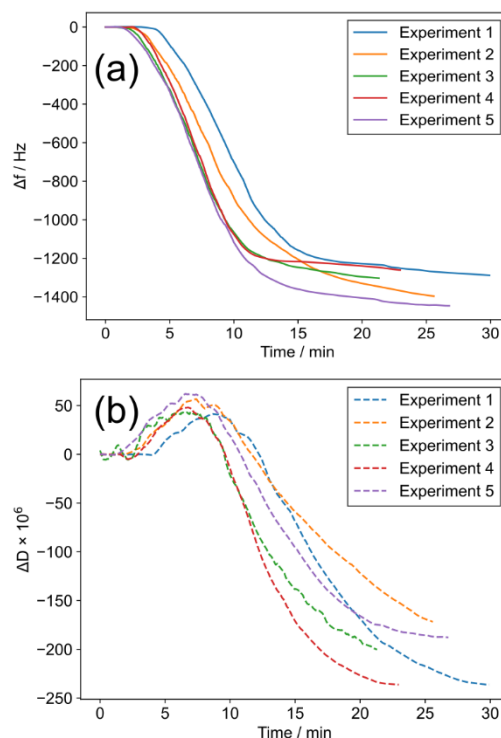 (a)
Experiment 1
Experiment 2
Experiment 3
Experiment 4
Experiment 5
0
−200
−400
−600
−800
−1000
−1200
−1400
Δf / Hz
0 5 10 15 20 25 30
Time / min
(b)
Experiment 1
Experiment 2
Experiment 3
Experiment 4
Experiment 5
50
0
−50
−100
−150
−200
−250
ΔD × 10⁶
0 5 10 15 20 25 30
Time / min